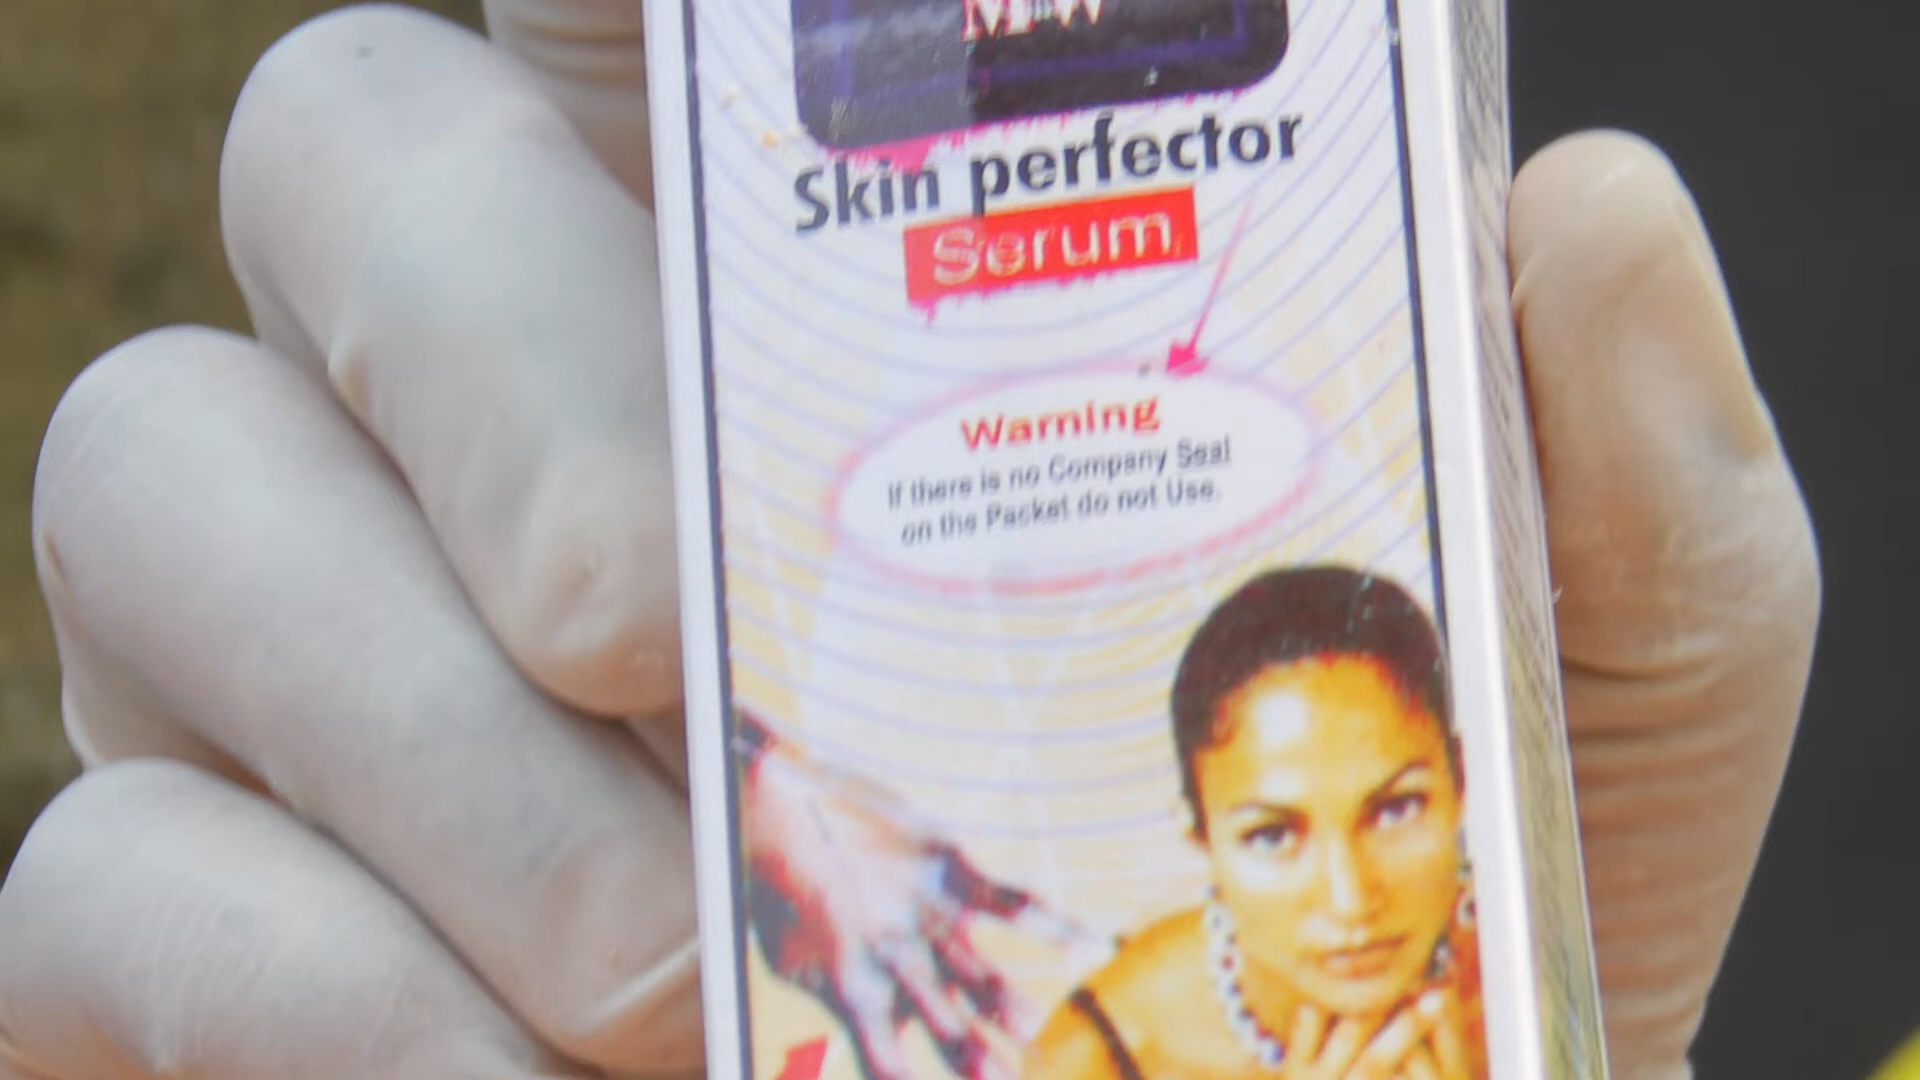 Skin perfector
Serum
Warning
If there is no Company Seal
on the Packet do not Use.